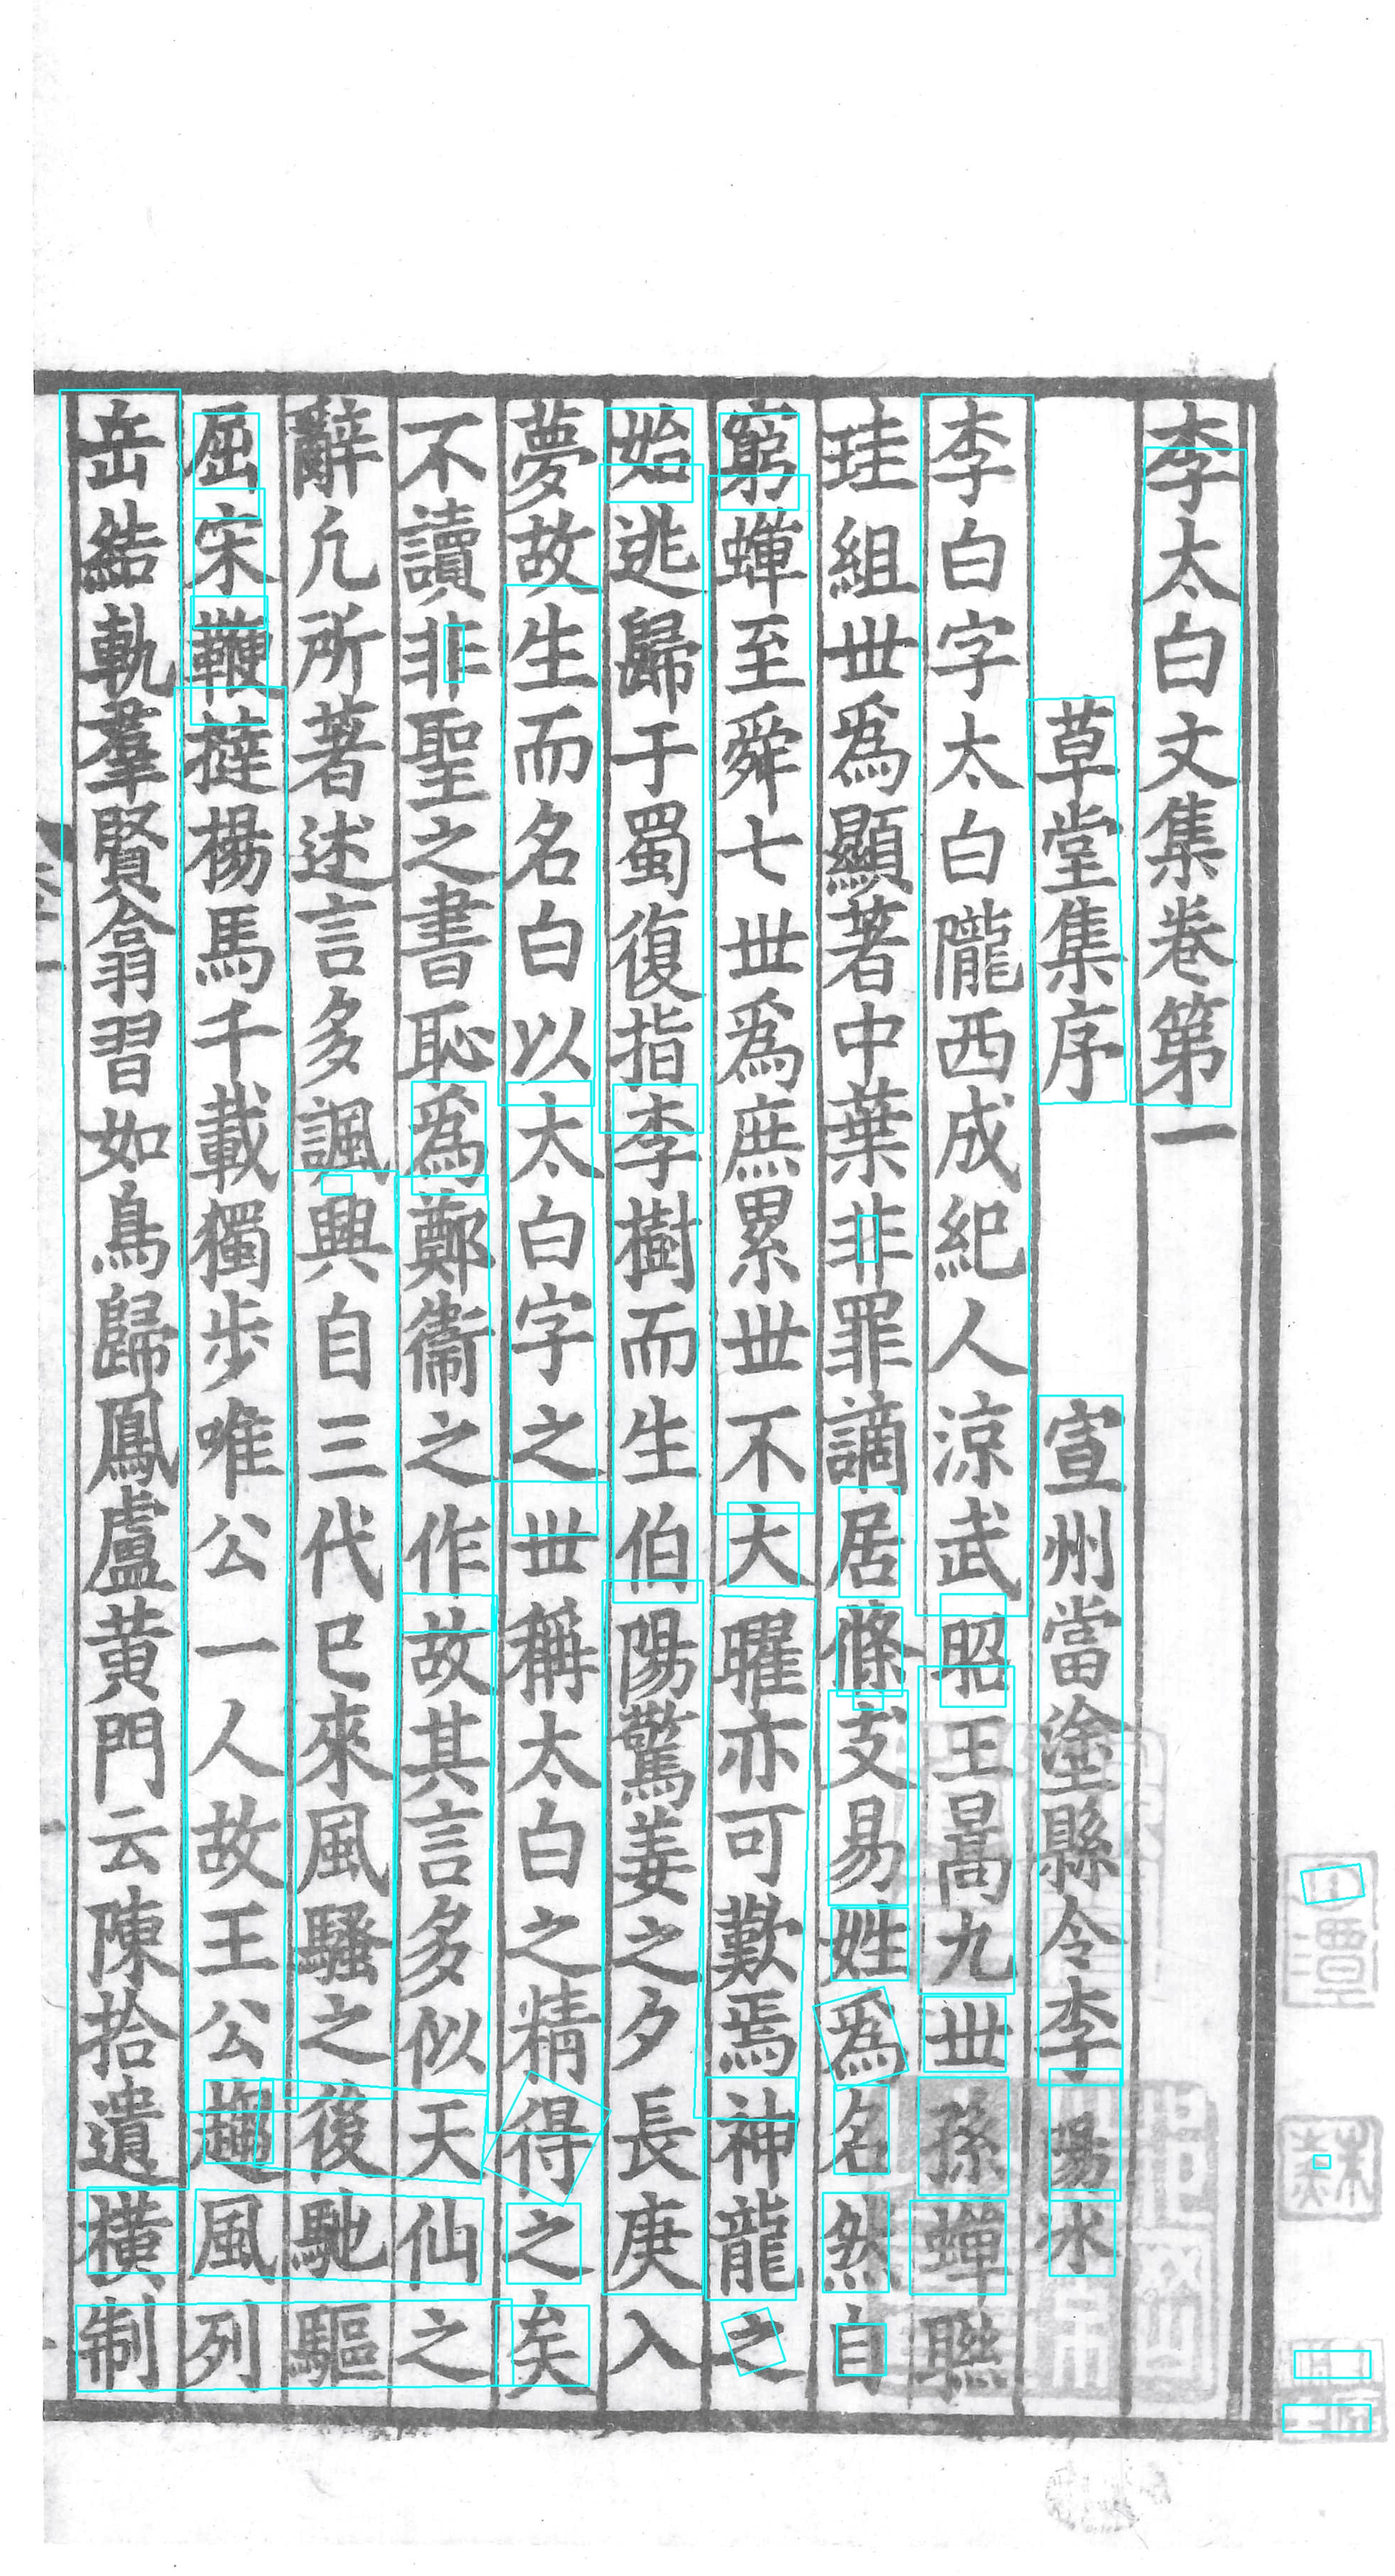 李太白文集卷第一
草堂集序 宣州當塗縣令李陽冰
李白字太白隴西成紀人涼武昭王暠九世孫蟬聯
珪組世爲顯著中葉非罪謫居條支易姓爲名然自
窮蟬至舜七世爲庶累世不大曜亦可歎焉神龍之
始逃歸于蜀復指李樹而生伯陽驚姜之夕長庚入
夢故生而名白以太白字之世稱太白之精得之矣
不讀非聖之書恥爲鄭衞之作故其言多似天仙之
辭凢所著述言多諷興自三代已來風騷之後馳驅
屈宋鞭撻楊馬千載獨步唯公一人故王公趨風列
岳結軌羣賢翕習如鳥歸鳳盧黃門云陳拾遺橫制